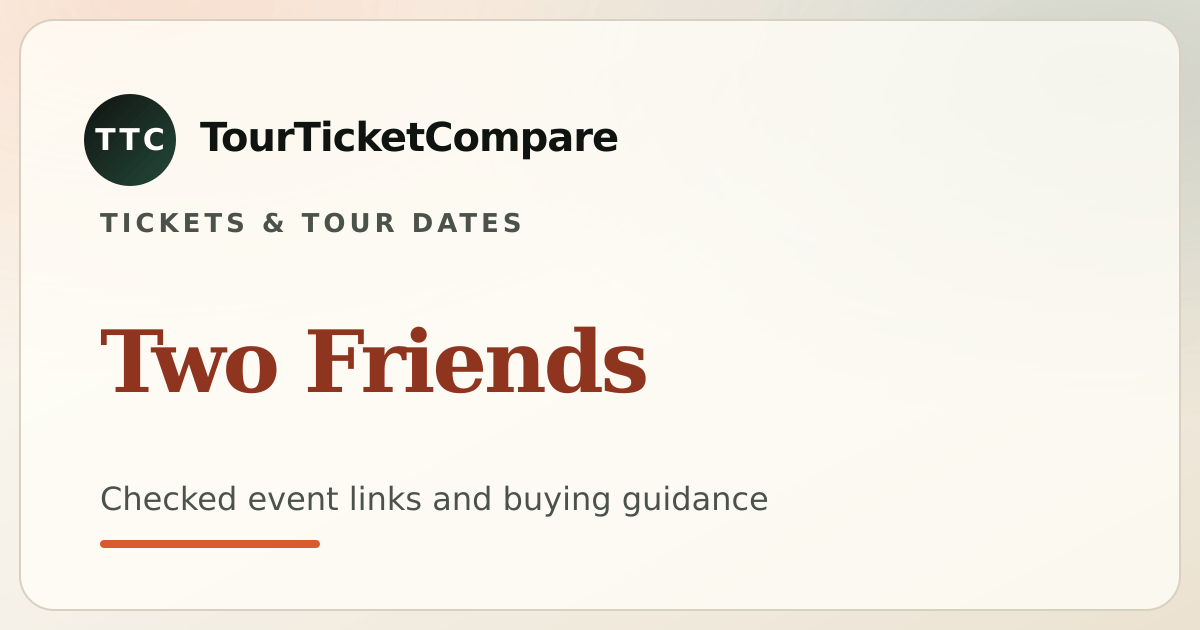 TTC
TourTicketCompare
TICKETS & TOUR DATES
Two Friends
Checked event links and buying guidance